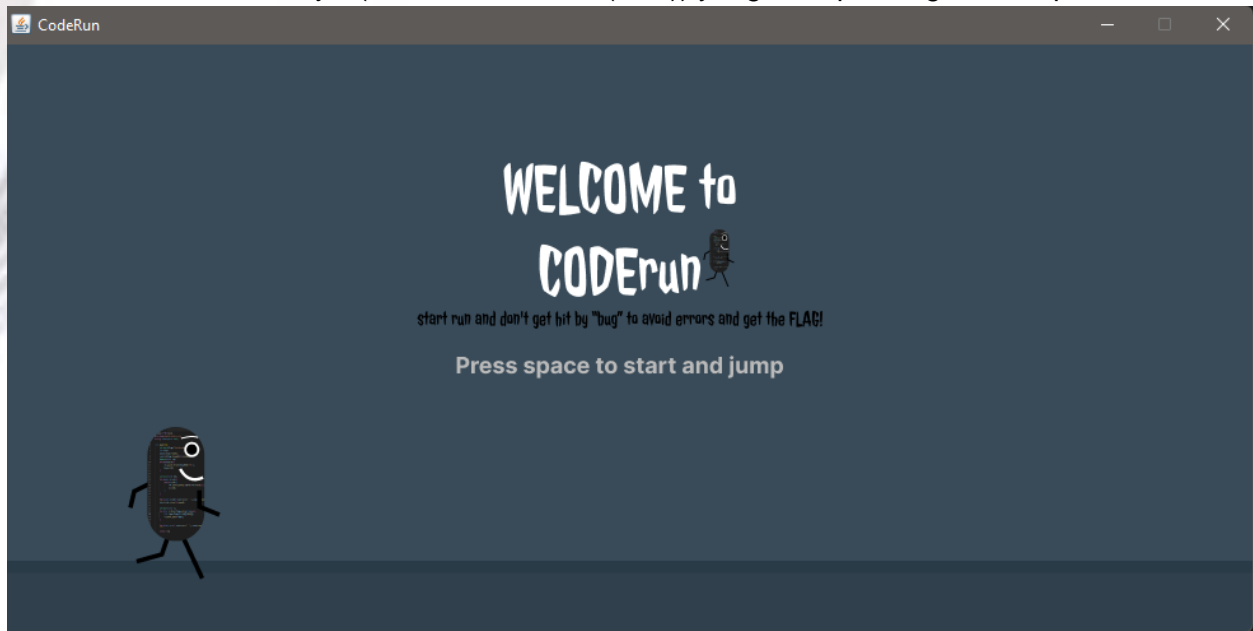 CodeRun
WELCOME to
CODErun
start run and don't get hit by "bug" to avoid errors and get the FLAG!
Press space to start and jump